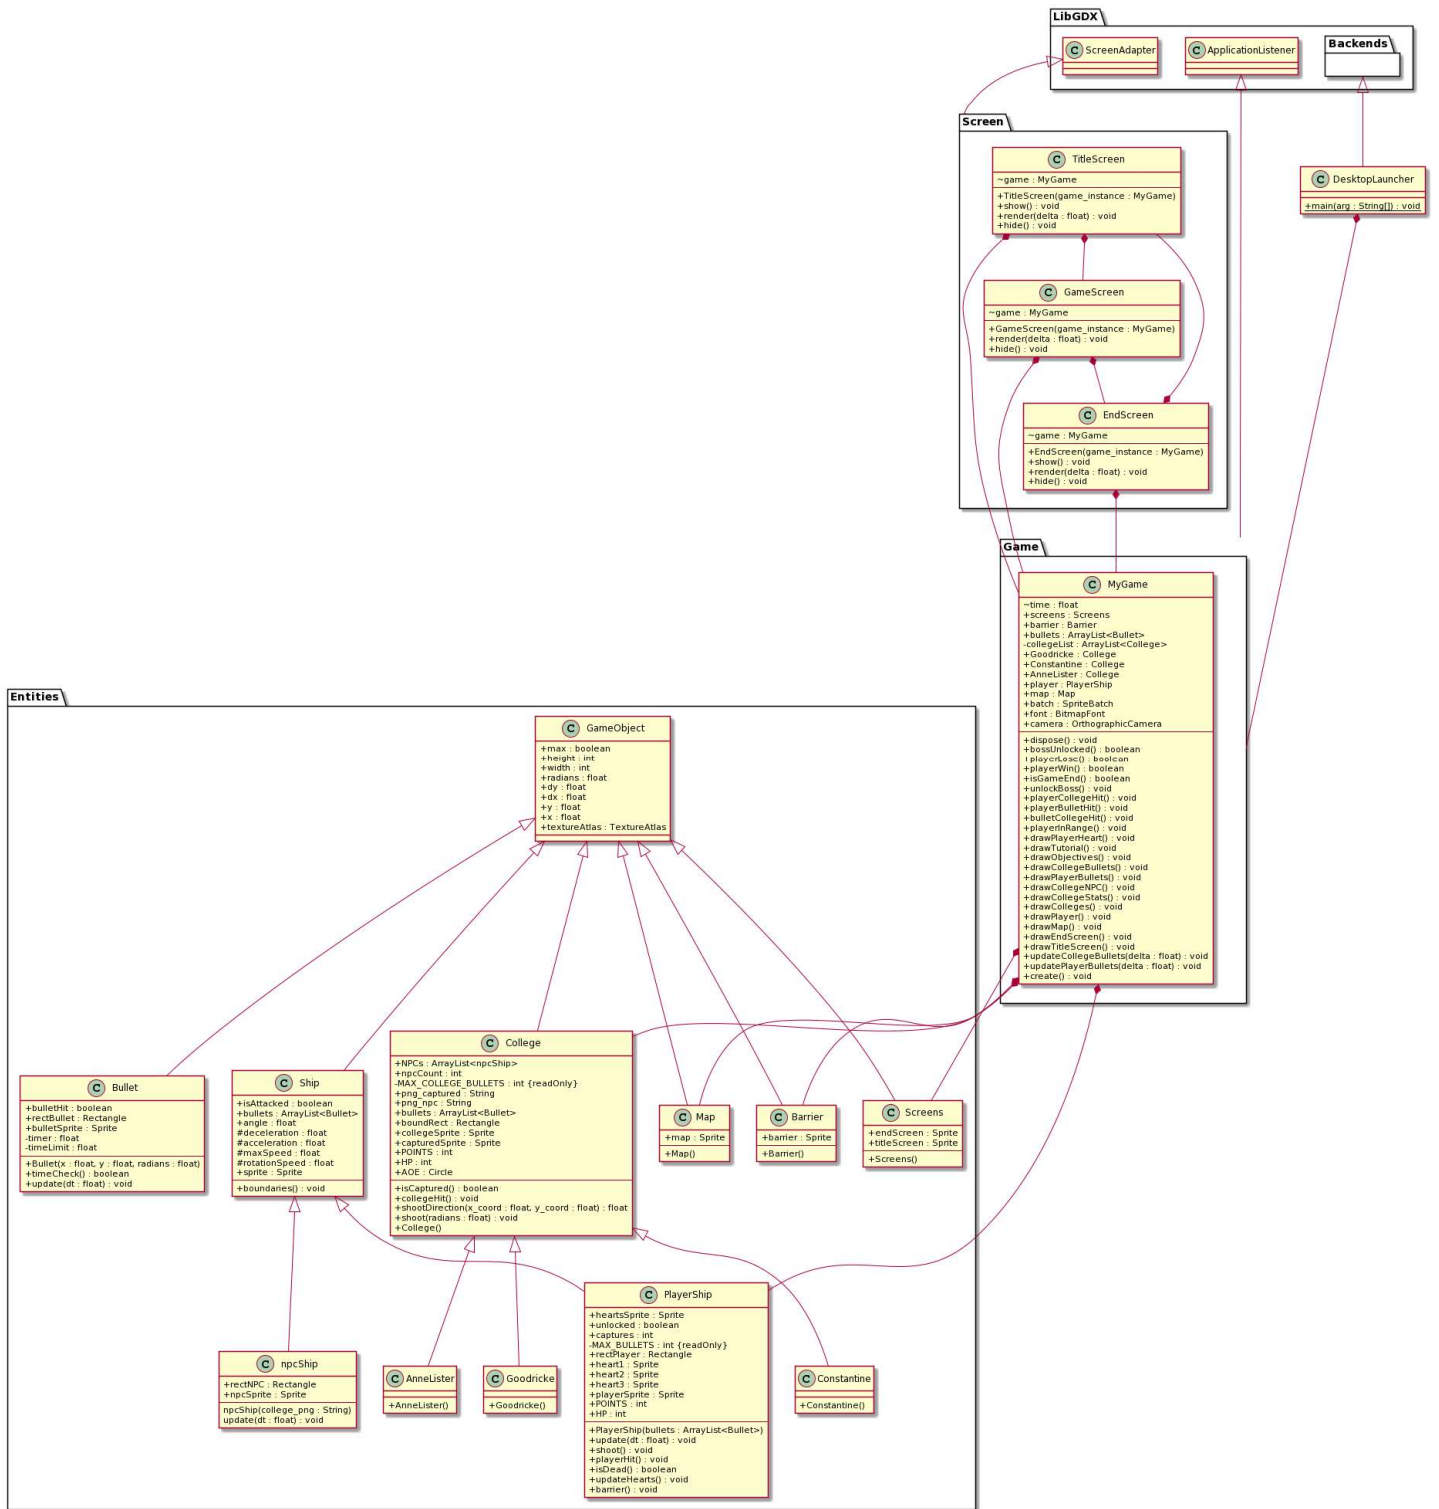 LibGDX
C ScreenAdapter
C ApplicationListener
Backends
Screen
C TitleScreen
~game : MyGame
+TitleScreen(game_instance : MyGame)
+show() : void
+render(delta : float) : void
+hide() : void
C DesktopLauncher
+main(arg : String[]) : void
C GameScreen
~game : MyGame
+GameScreen(game_instance : MyGame)
+render(delta : float) : void
+hide() : void
C EndScreen
~game : MyGame
+EndScreen(game_instance : MyGame)
+show() : void
+render(delta : float) : void
+hide() : void
Game
C MyGame
~time : float
+screens : Screens
+barrier : Barrier
+bullets : ArrayList<Bullet>
-collegeList : ArrayList<College>
+Goodricke : College
+Constantine : College
+AnneLister : College
+player : PlayerShip
+map : Map
+batch : SpriteBatch
+font : BitmapFont
+camera : OrthographicCamera
+dispose() : void
+bossUnlocked() : boolean
+playerLose() : boolean
+playerWin() : boolean
+isGameEnd() : boolean
+unlockBoss() : void
+playerCollegeHit() : void
+playerBulletHit() : void
+bulletCollegeHit() : void
+playerInRange() : void
+drawPlayerHeart() : void
+drawTutorial() : void
+drawObjectives() : void
+drawCollegeBullets() : void
+drawPlayerBullets() : void
+drawCollegeNPC() : void
+drawCollegeStats() : void
+drawColleges() : void
+drawPlayer() : void
+drawMap() : void
+drawEndScreen() : void
+drawTitleScreen() : void
+updateCollegeBullets(delta : float) : void
+updatePlayerBullets(delta : float) : void
+create() : void
Entities
C GameObject
+max : boolean
+height : int
+width : int
+radians : float
+dy : float
+dx : float
+y : float
+x : float
+textureAtlas : TextureAtlas
C Bullet
+bulletHit : boolean
+rectBullet : Rectangle
+bulletSprite : Sprite
-timer : float
-timeLimit : float
+Bullet(x : float, y : float, radians : float)
+timeCheck() : boolean
+update(dt : float) : void
C Ship
+isAttacked : boolean
+bullets : ArrayList<Bullet>
+angle : float
#deceleration : float
#acceleration : float
#maxSpeed : float
#rotationSpeed : float
+sprite : Sprite
+boundaries() : void
C College
+NPCs : ArrayList<npcShip>
+npcCount : int
-MAX_COLLEGE_BULLETS : int {readOnly}
+png_captured : String
+png_npc : String
+bullets : ArrayList<Bullet>
+boundRect : Rectangle
+collegeSprite : Sprite
+capturedSprite : Sprite
+POINTS : int
+HP : int
+AOE : Circle
+isCaptured() : boolean
+collegeHit() : void
+shootDirection(x_coord : float, y_coord : float) : float
+shoot(radians : float) : void
+College()
C Map
+map : Sprite
+Map()
C Barrier
+barrier : Sprite
+Barrier()
C Screens
+endScreen : Sprite
+titleScreen : Sprite
+Screens()
C npcShip
+rectNPC : Rectangle
+npcSprite : Sprite
npcShip(college_png : String)
update(dt : float) : void
C AnneLister
+AnneLister()
C Goodricke
+Goodricke()
C PlayerShip
+heartsSprite : Sprite
+unlocked : boolean
+captures : int
-MAX_BULLETS : int {readOnly}
+rectPlayer : Rectangle
+heart1 : Sprite
+heart2 : Sprite
+heart3 : Sprite
+playerSprite : Sprite
+POINTS : int
+HP : int
+PlayerShip(bullets : ArrayList<Bullet>)
+update(dt : float) : void
+shoot() : void
+playerHit() : void
+isDead() : boolean
+updateHearts() : void
+barrier() : void
C Constantine
+Constantine()